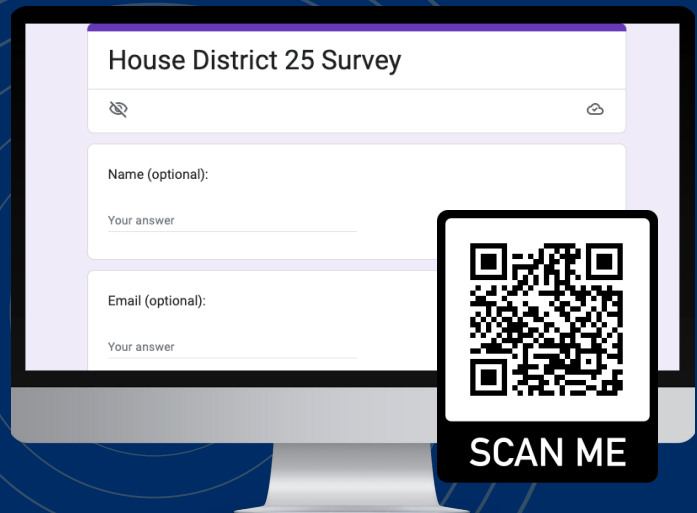 House District 25 Survey
Name (optional):
Your answer
Email (optional):
Your answer
SCAN ME